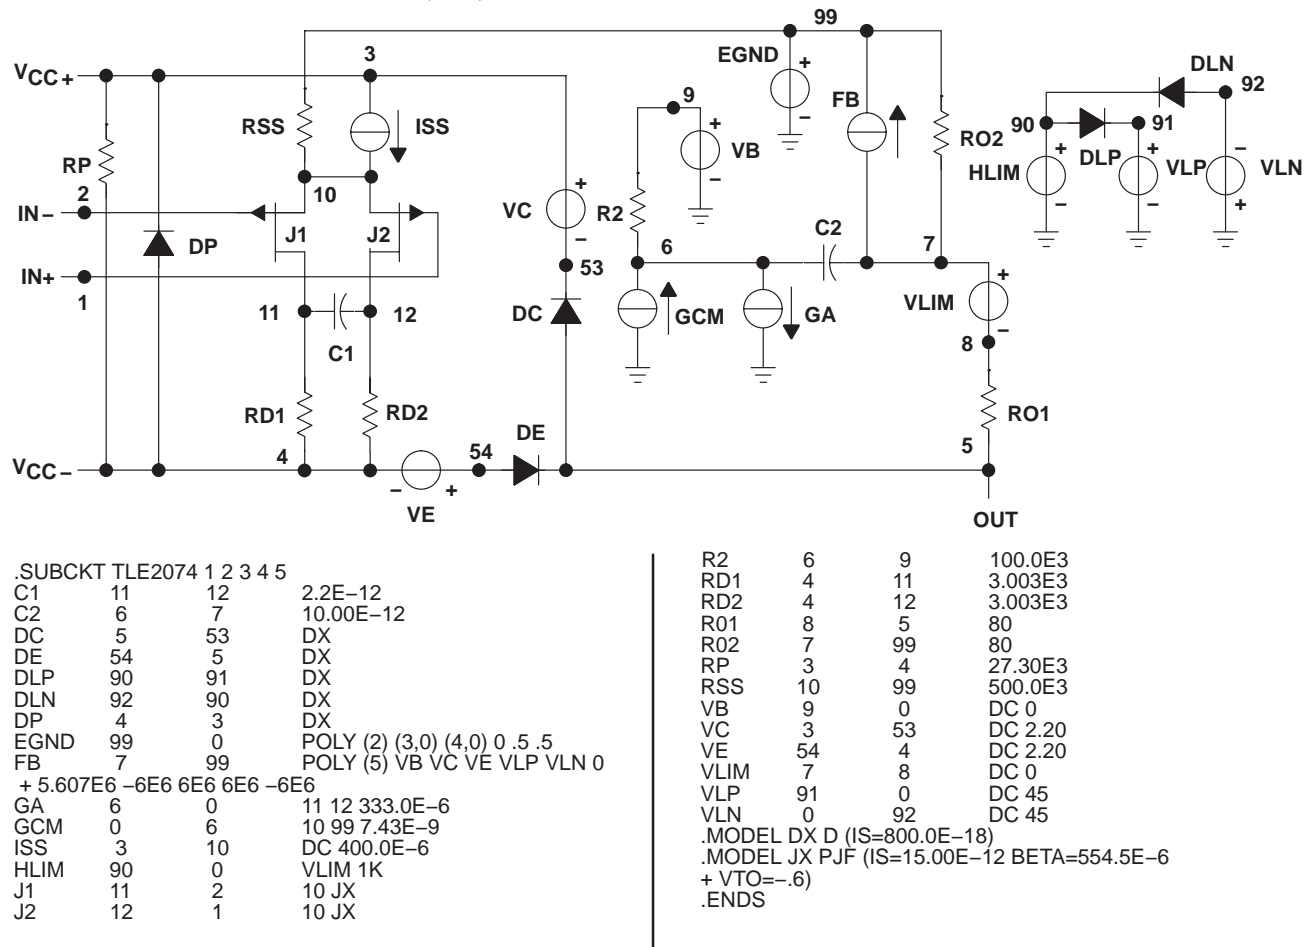 99
3
EGND
+
DLN
92
VCC+
9
FB
RSS
ISS
+
VB
−
RO2
90
91
RP
DLP
−
+
+
2
10
HLIM
VLP
VLN
IN−
VC
+
R2
−
−
+
J1
J2
−
C2
7
DP
6
+
IN+
53
VLIM
1
11
12
DC
GCM
GA
−
8
C1
RD1
RD2
RO1
DE
4
54
5
VCC−
−
+
VE
OUT
.SUBCKT TLE2074 1 2 3 4 5
C1 11 12 2.2E−12
C2 6 7 10.00E−12
DC 5 53 DX
DE 54 5 DX
DLP 90 91 DX
DLN 92 90 DX
DP 4 3 DX
EGND 99 0 POLY (2) (3,0) (4,0) 0 .5 .5
FB 7 99 POLY (5) VB VC VE VLP VLN 0
+ 5.607E6 −6E6 6E6 6E6 −6E6
GA 6 0 11 12 333.0E−6
GCM 0 6 10 99 7.43E−9
ISS 3 10 DC 400.0E−6
HLIM 90 0 VLIM 1K
J1 11 2 10 JX
J2 12 1 10 JX
R2 6 9 100.0E3
RD1 4 11 3.003E3
RD2 4 12 3.003E3
R01 8 5 80
R02 7 99 80
RP 3 4 27.30E3
RSS 10 99 500.0E3
VB 9 0 DC 0
VC 3 53 DC 2.20
VE 54 4 DC 2.20
VLIM 7 8 DC 0
VLP 91 0 DC 45
VLN 0 92 DC 45
.MODEL DX D (IS=800.0E−18)
.MODEL JX PJF (IS=15.00E−12 BETA=554.5E−6
+ VTO=−.6)
.ENDS